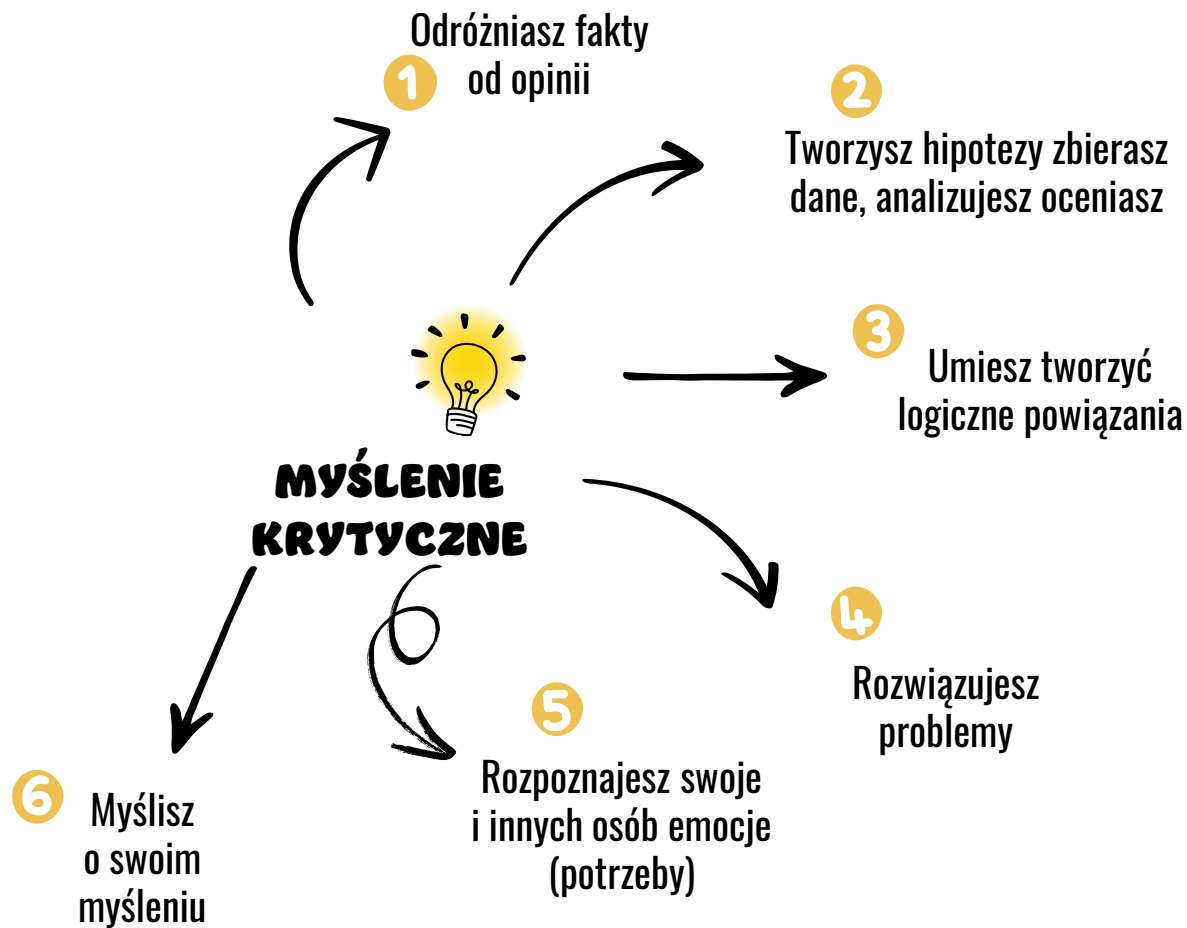 Odróżniasz fakty
1
od opinii
2
Tworzysz hipotezy zbierasz
dane, analizujesz oceniasz
3
Umiesz tworzyć
logiczne powiązania
MYŚLENIE
KRYTYCZNE
4
Rozwiązujesz
problemy
5
Rozpoznajesz swoje
i innych osób emocje
(potrzeby)
6
Myślisz
o swoim
myśleniu